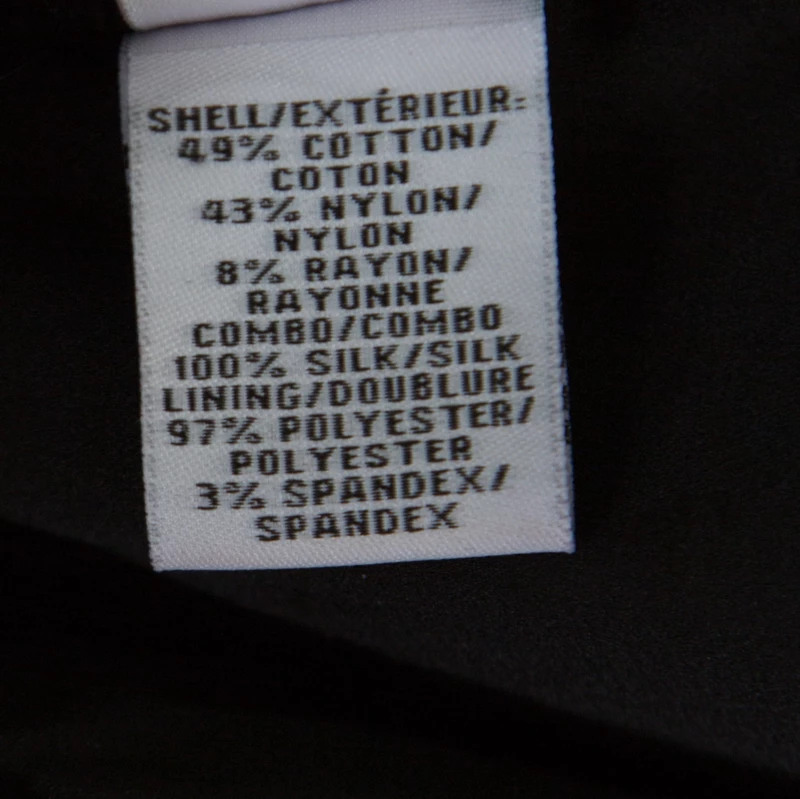 SHELL/EXTÉRIEUR:
49% COTTON/
COTON
43% NYLON/
NYLON
8% RAYON/
RAYONNE
COMBO/COMBO
100% SILK/SILK
LINING/DOUBLURE
97% POLYESTER/
POLYESTER
3% SPANDEX/
SPANDEX